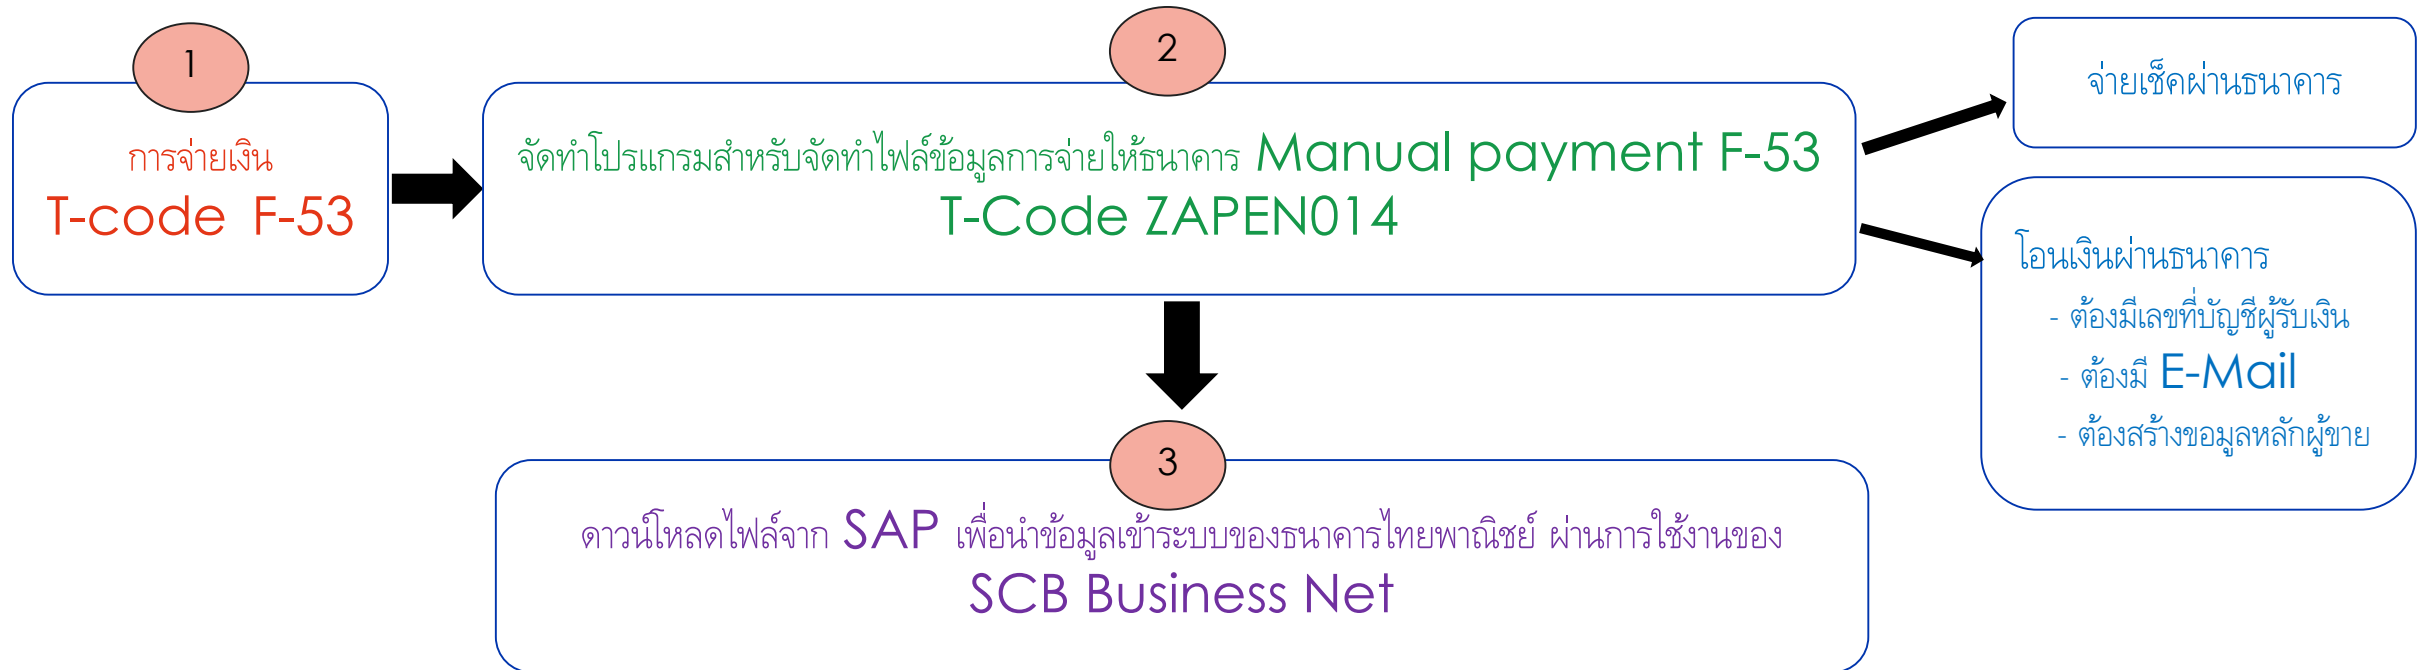 1
การจ่ายเงิน
T-code F-53
2
จัดทำโปรแกรมสำหรับจัดทำไฟล์ข้อมูลการจ่ายให้ธนาคาร Manual payment F-53
T-Code ZAPEN014
จ่ายเช็คผ่านธนาคาร
โอนเงินผ่านธนาคาร
- ต้องมีเลขที่บัญชีผู้รับเงิน
- ต้องมี E-Mail
- ต้องสร้างขอมูลหลักผู้ขาย
3
ดาวน์โหลดไฟล์จาก SAP เพื่อนำข้อมูลเข้าระบบของธนาคารไทยพาณิชย์ ผ่านการใช้งานของ
SCB Business Net